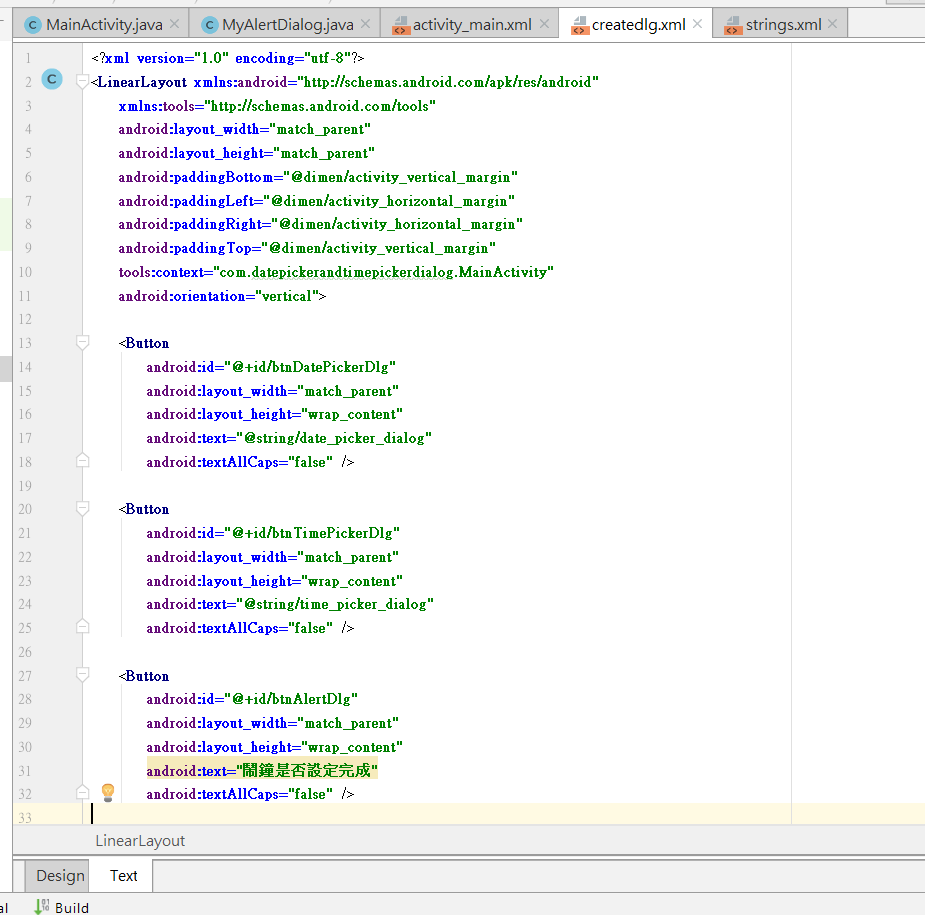 MainActivity.java MyAlertDialog.java activity_main.xml createdlg.xml strings.xml
1 <?xml version="1.0" encoding="utf-8"?>
2 <LinearLayout xmlns:android="http://schemas.android.com/apk/res/android"
3 xmlns:tools="http://schemas.android.com/tools"
4 android:layout_width="match_parent"
5 android:layout_height="match_parent"
6 android:paddingBottom="@dimen/activity_vertical_margin"
7 android:paddingLeft="@dimen/activity_horizontal_margin"
8 android:paddingRight="@dimen/activity_horizontal_margin"
9 android:paddingTop="@dimen/activity_vertical_margin"
10 tools:context="com.datepickerandtimepickerdialog.MainActivity"
11 android:orientation="vertical">
12
13 <Button
14 android:id="@+id/btnDatePickerDlg"
15 android:layout_width="match_parent"
16 android:layout_height="wrap_content"
17 android:text="@string/date_picker_dialog"
18 android:textAllCaps="false" />
19
20 <Button
21 android:id="@+id/btnTimePickerDlg"
22 android:layout_width="match_parent"
23 android:layout_height="wrap_content"
24 android:text="@string/time_picker_dialog"
25 android:textAllCaps="false" />
26
27 <Button
28 android:id="@+id/btnAlertDlg"
29 android:layout_width="match_parent"
30 android:layout_height="wrap_content"
31 android:text="鬧鐘是否設定完成"
32 android:textAllCaps="false" />
33
LinearLayout
Design Text
al Build